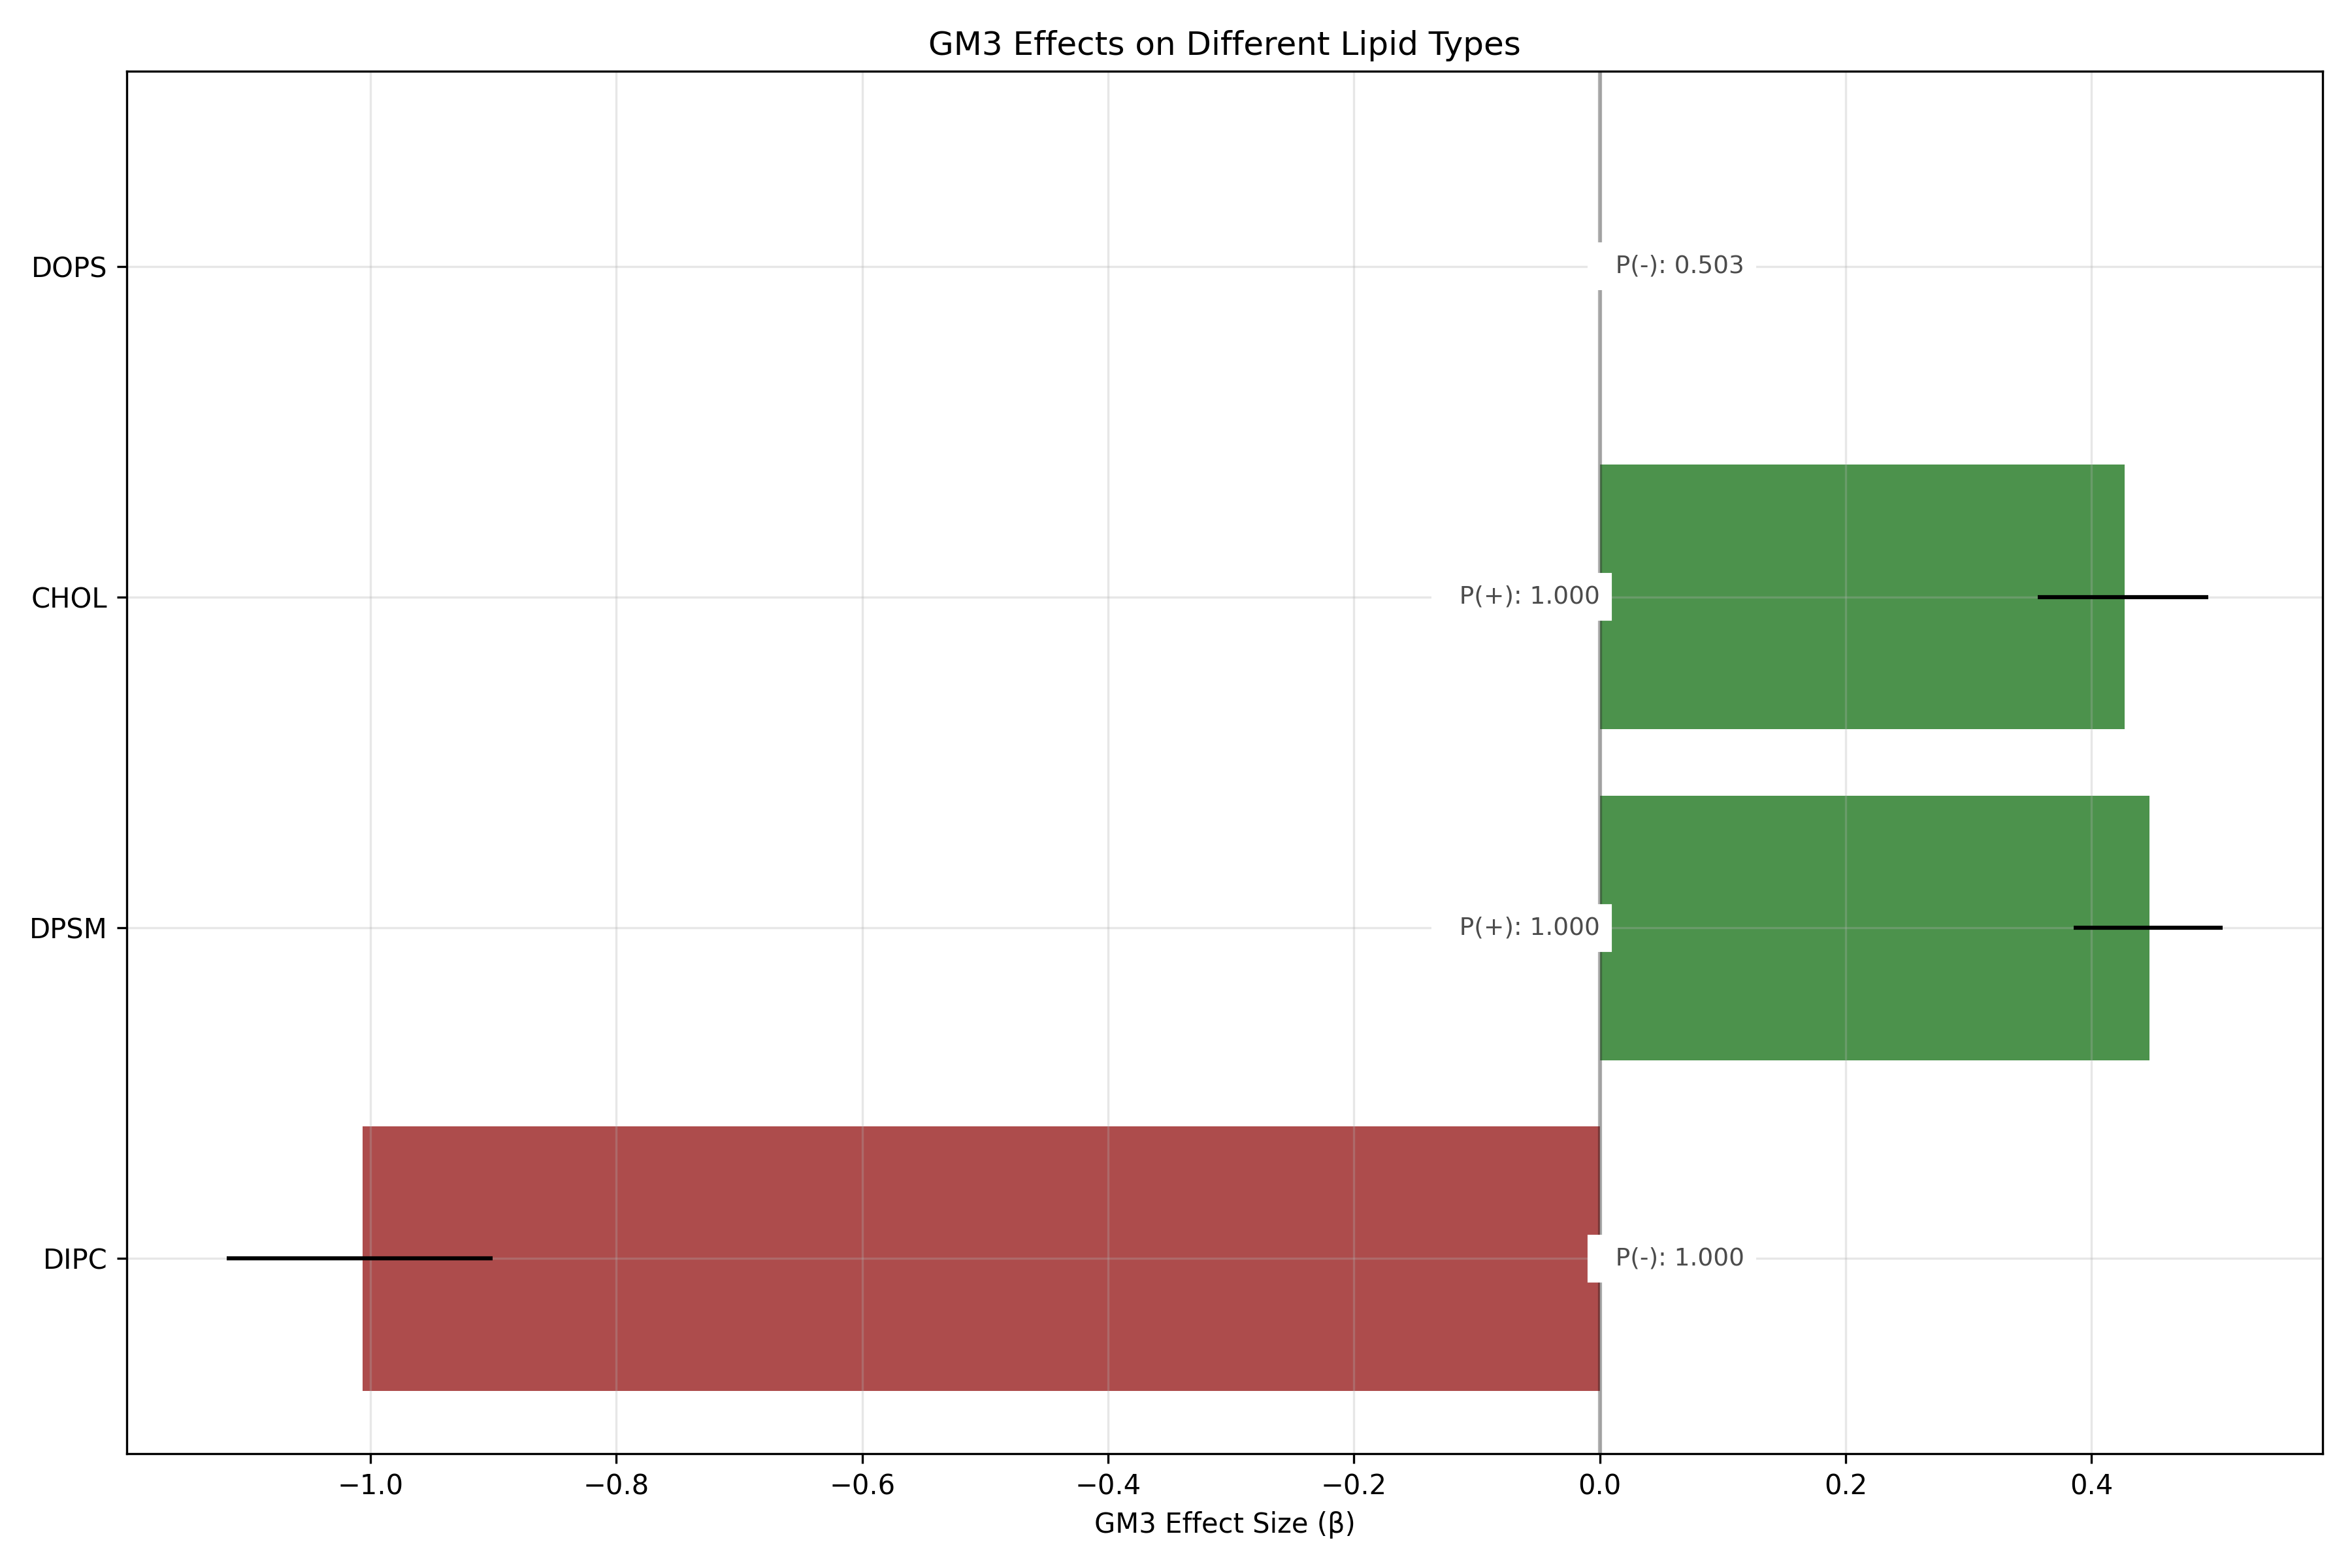 GM3 Effects on Different Lipid Types
DOPS
P(-): 0.503
CHOL
P(+): 1.000
DPSM
P(+): 1.000
DIPC
P(-): 1.000
−1.0 −0.8 −0.6 −0.4 −0.2 0.0 0.2 0.4
GM3 Effect Size (β)